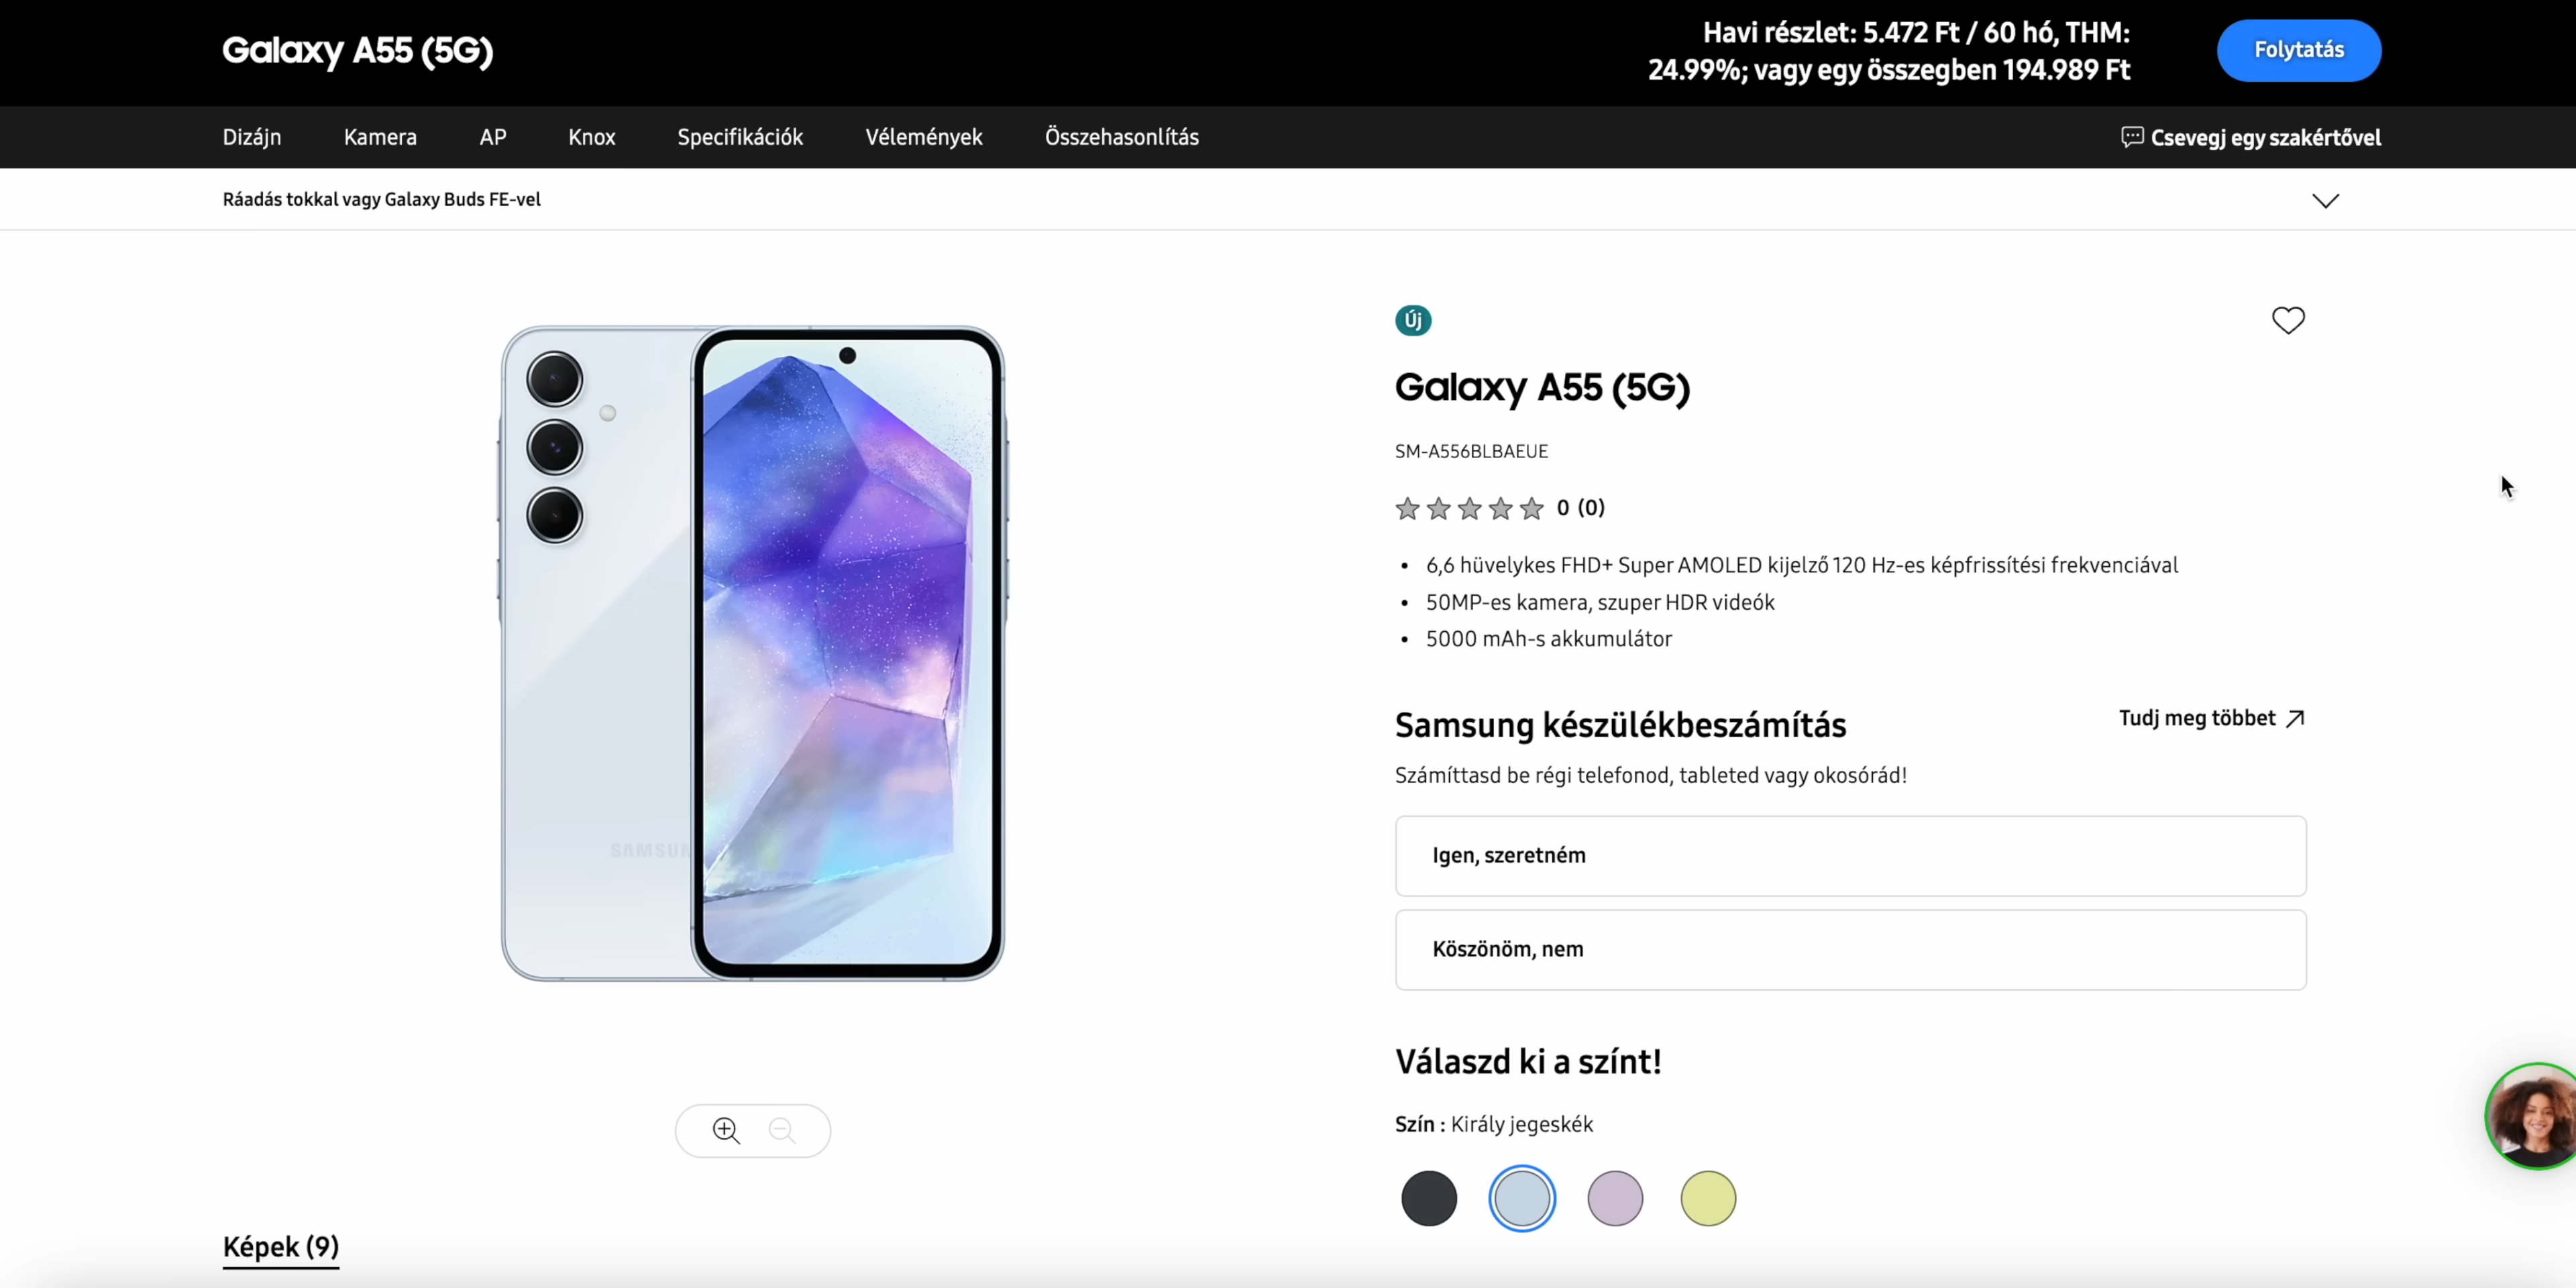 Galaxy A55 (5G)
Havi részlet: 5.472 Ft / 60 hó, THM:
24.99%; vagy egy összegben 194.989 Ft
Folytatás
Dizájn
Kamera
AP
Knox
Specifikációk
Vélemények
Összehasonlítás
Csevegj egy szakértővel
Ráadás tokkal vagy Galaxy Buds FE-vel
SAMSUN
Új
Galaxy A55 (5G)
SM-A556BLBAEUE
0 (0)
• 6,6 hüvelykes FHD+ Super AMOLED kijelző 120 Hz-es képfrissítési frekvenciával
• 50MP-es kamera, szuper HDR videók
• 5000 mAh-s akkumulátor
Samsung készülékbeszámítás
Tudj meg többet
Számíttasd be régi telefonod, tableted vagy okosórád!
Igen, szeretném
Köszönöm, nem
Válaszd ki a színt!
Szín : Király jegeskék
Képek (9)